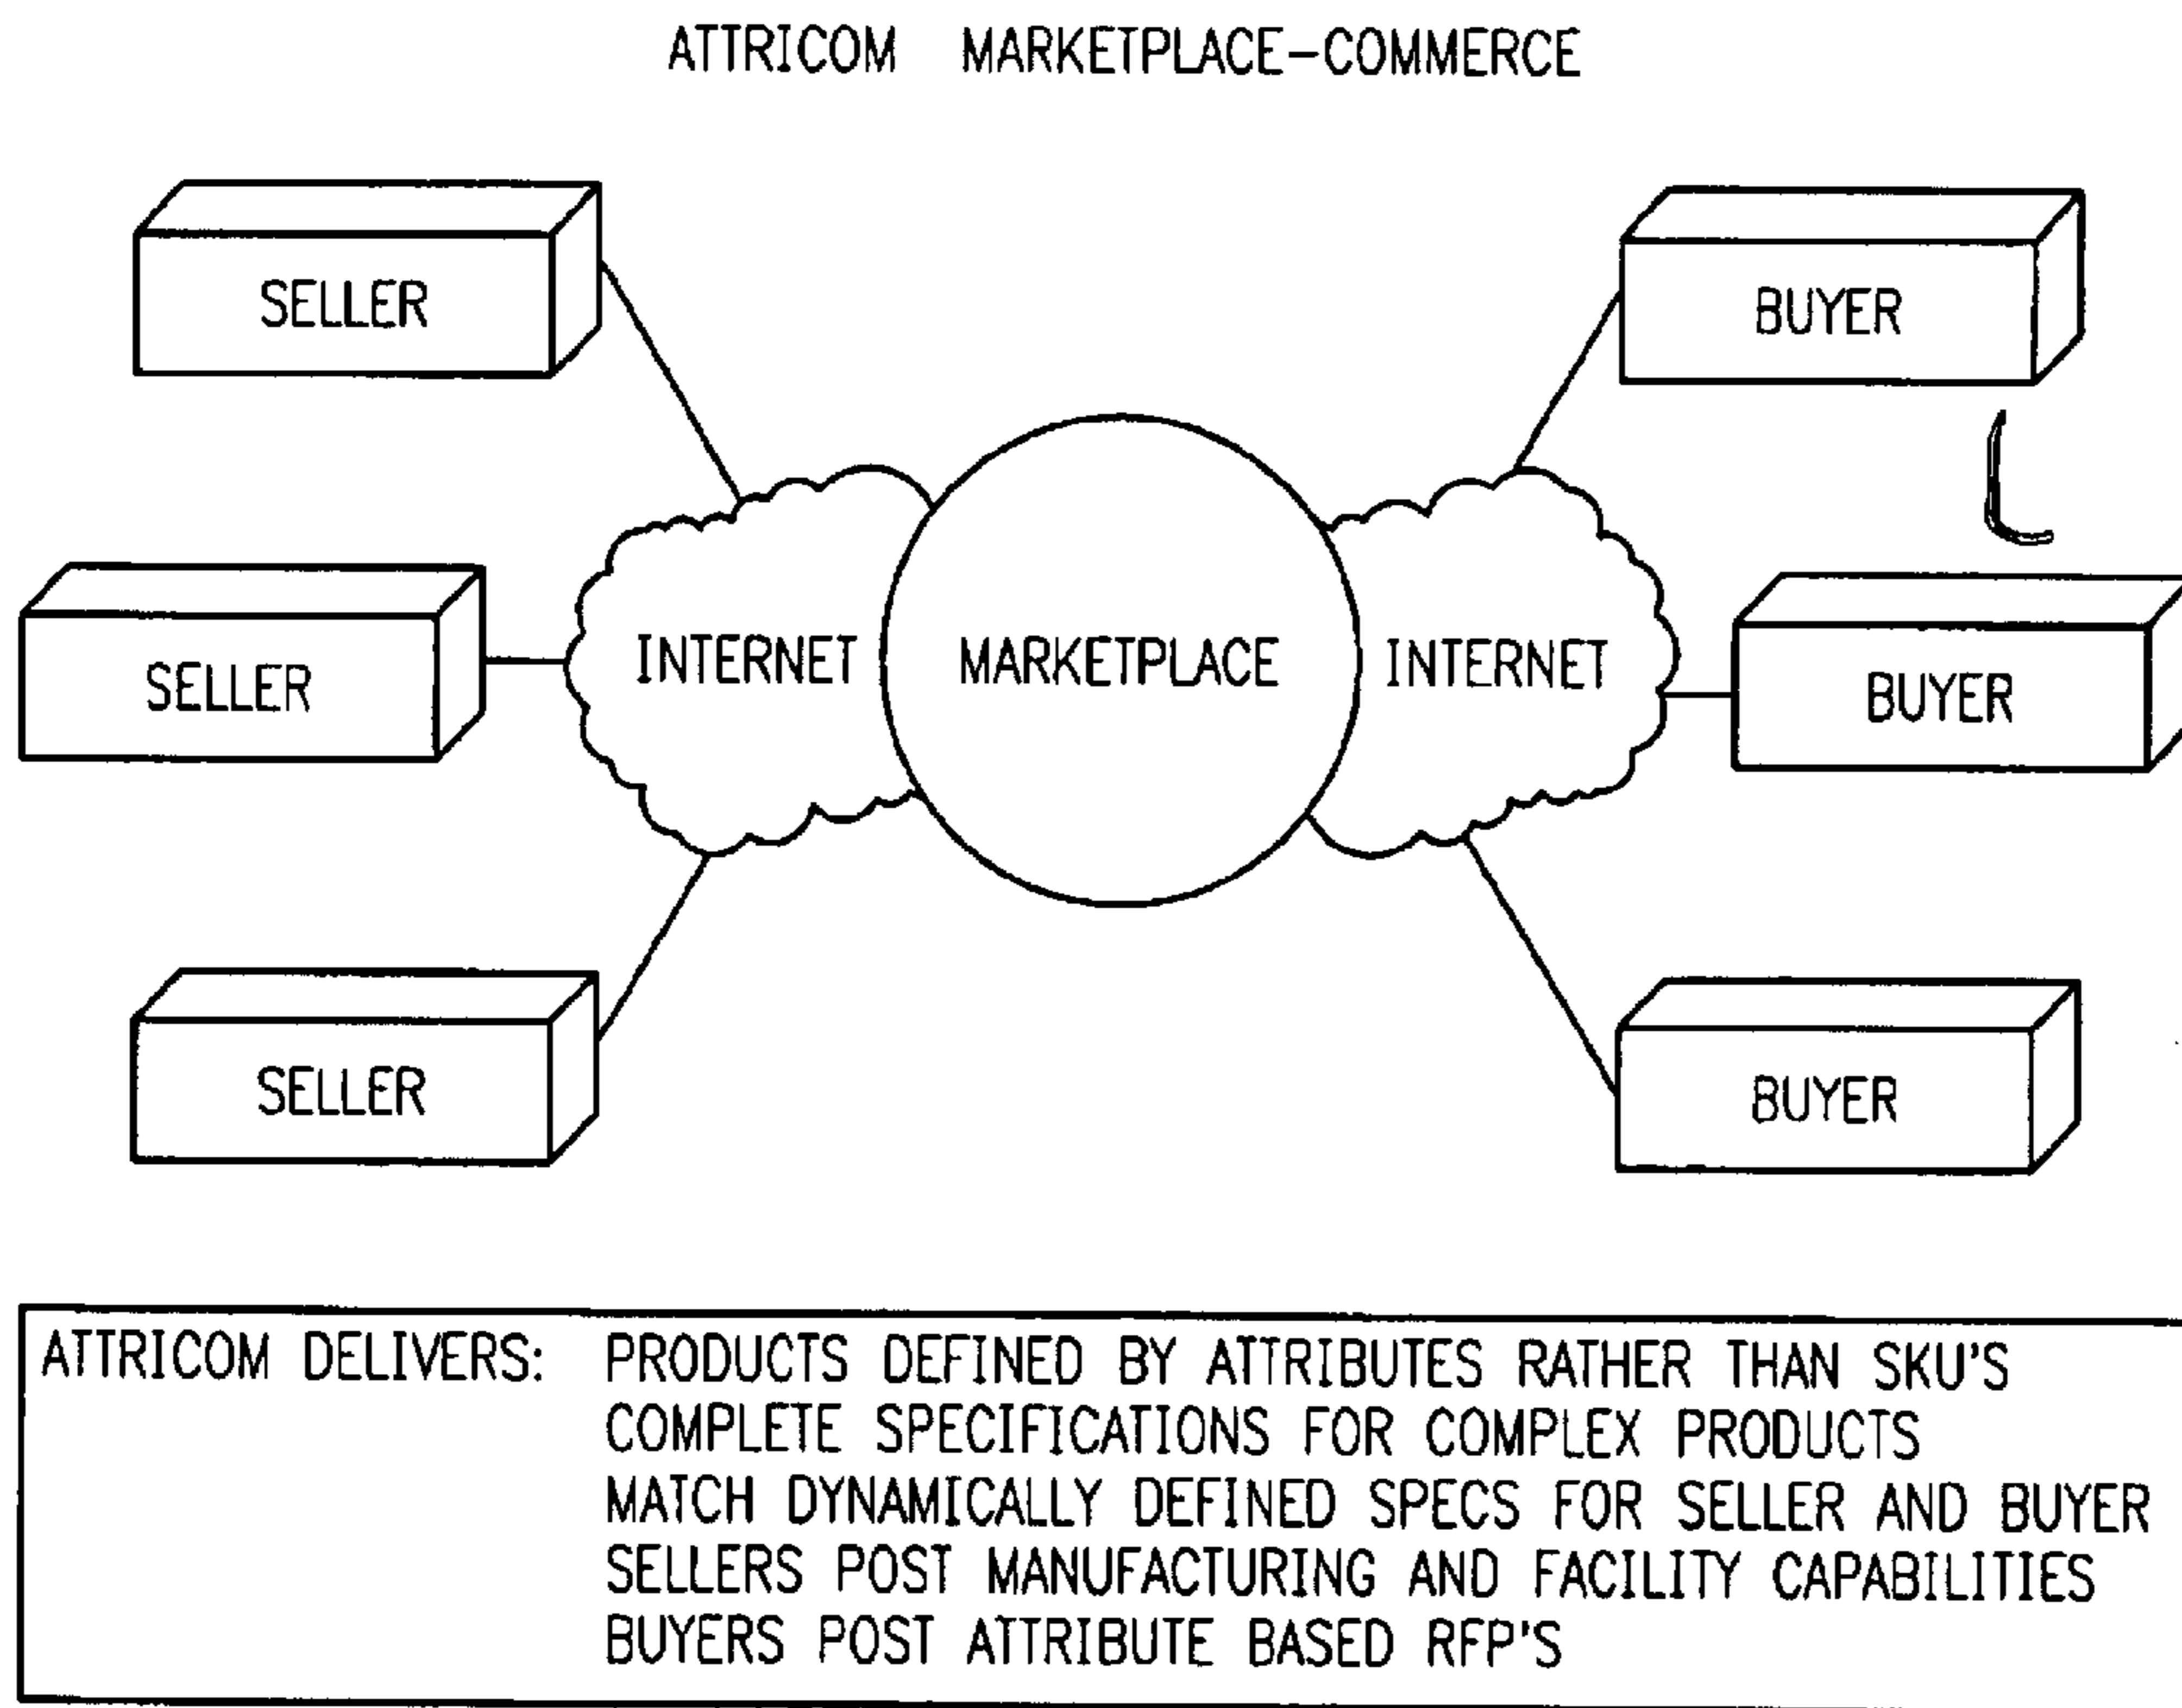 ATTRICOM MARKETPLACE-COMMERCE
SELLER
BUYER
SELLER
INTERNET
MARKETPLACE
INTERNET
BUYER
SELLER
BUYER
ATTRICOM DELIVERS: PRODUCTS DEFINED BY ATTRIBUTES RATHER THAN SKU'S
COMPLETE SPECIFICATIONS FOR COMPLEX PRODUCTS
MATCH DYNAMICALLY DEFINED SPECS FOR SELLER AND BUYER
SELLERS POST MANUFACTURING AND FACILITY CAPABILITIES
BUYERS POST ATTRIBUTE BASED RFP'S